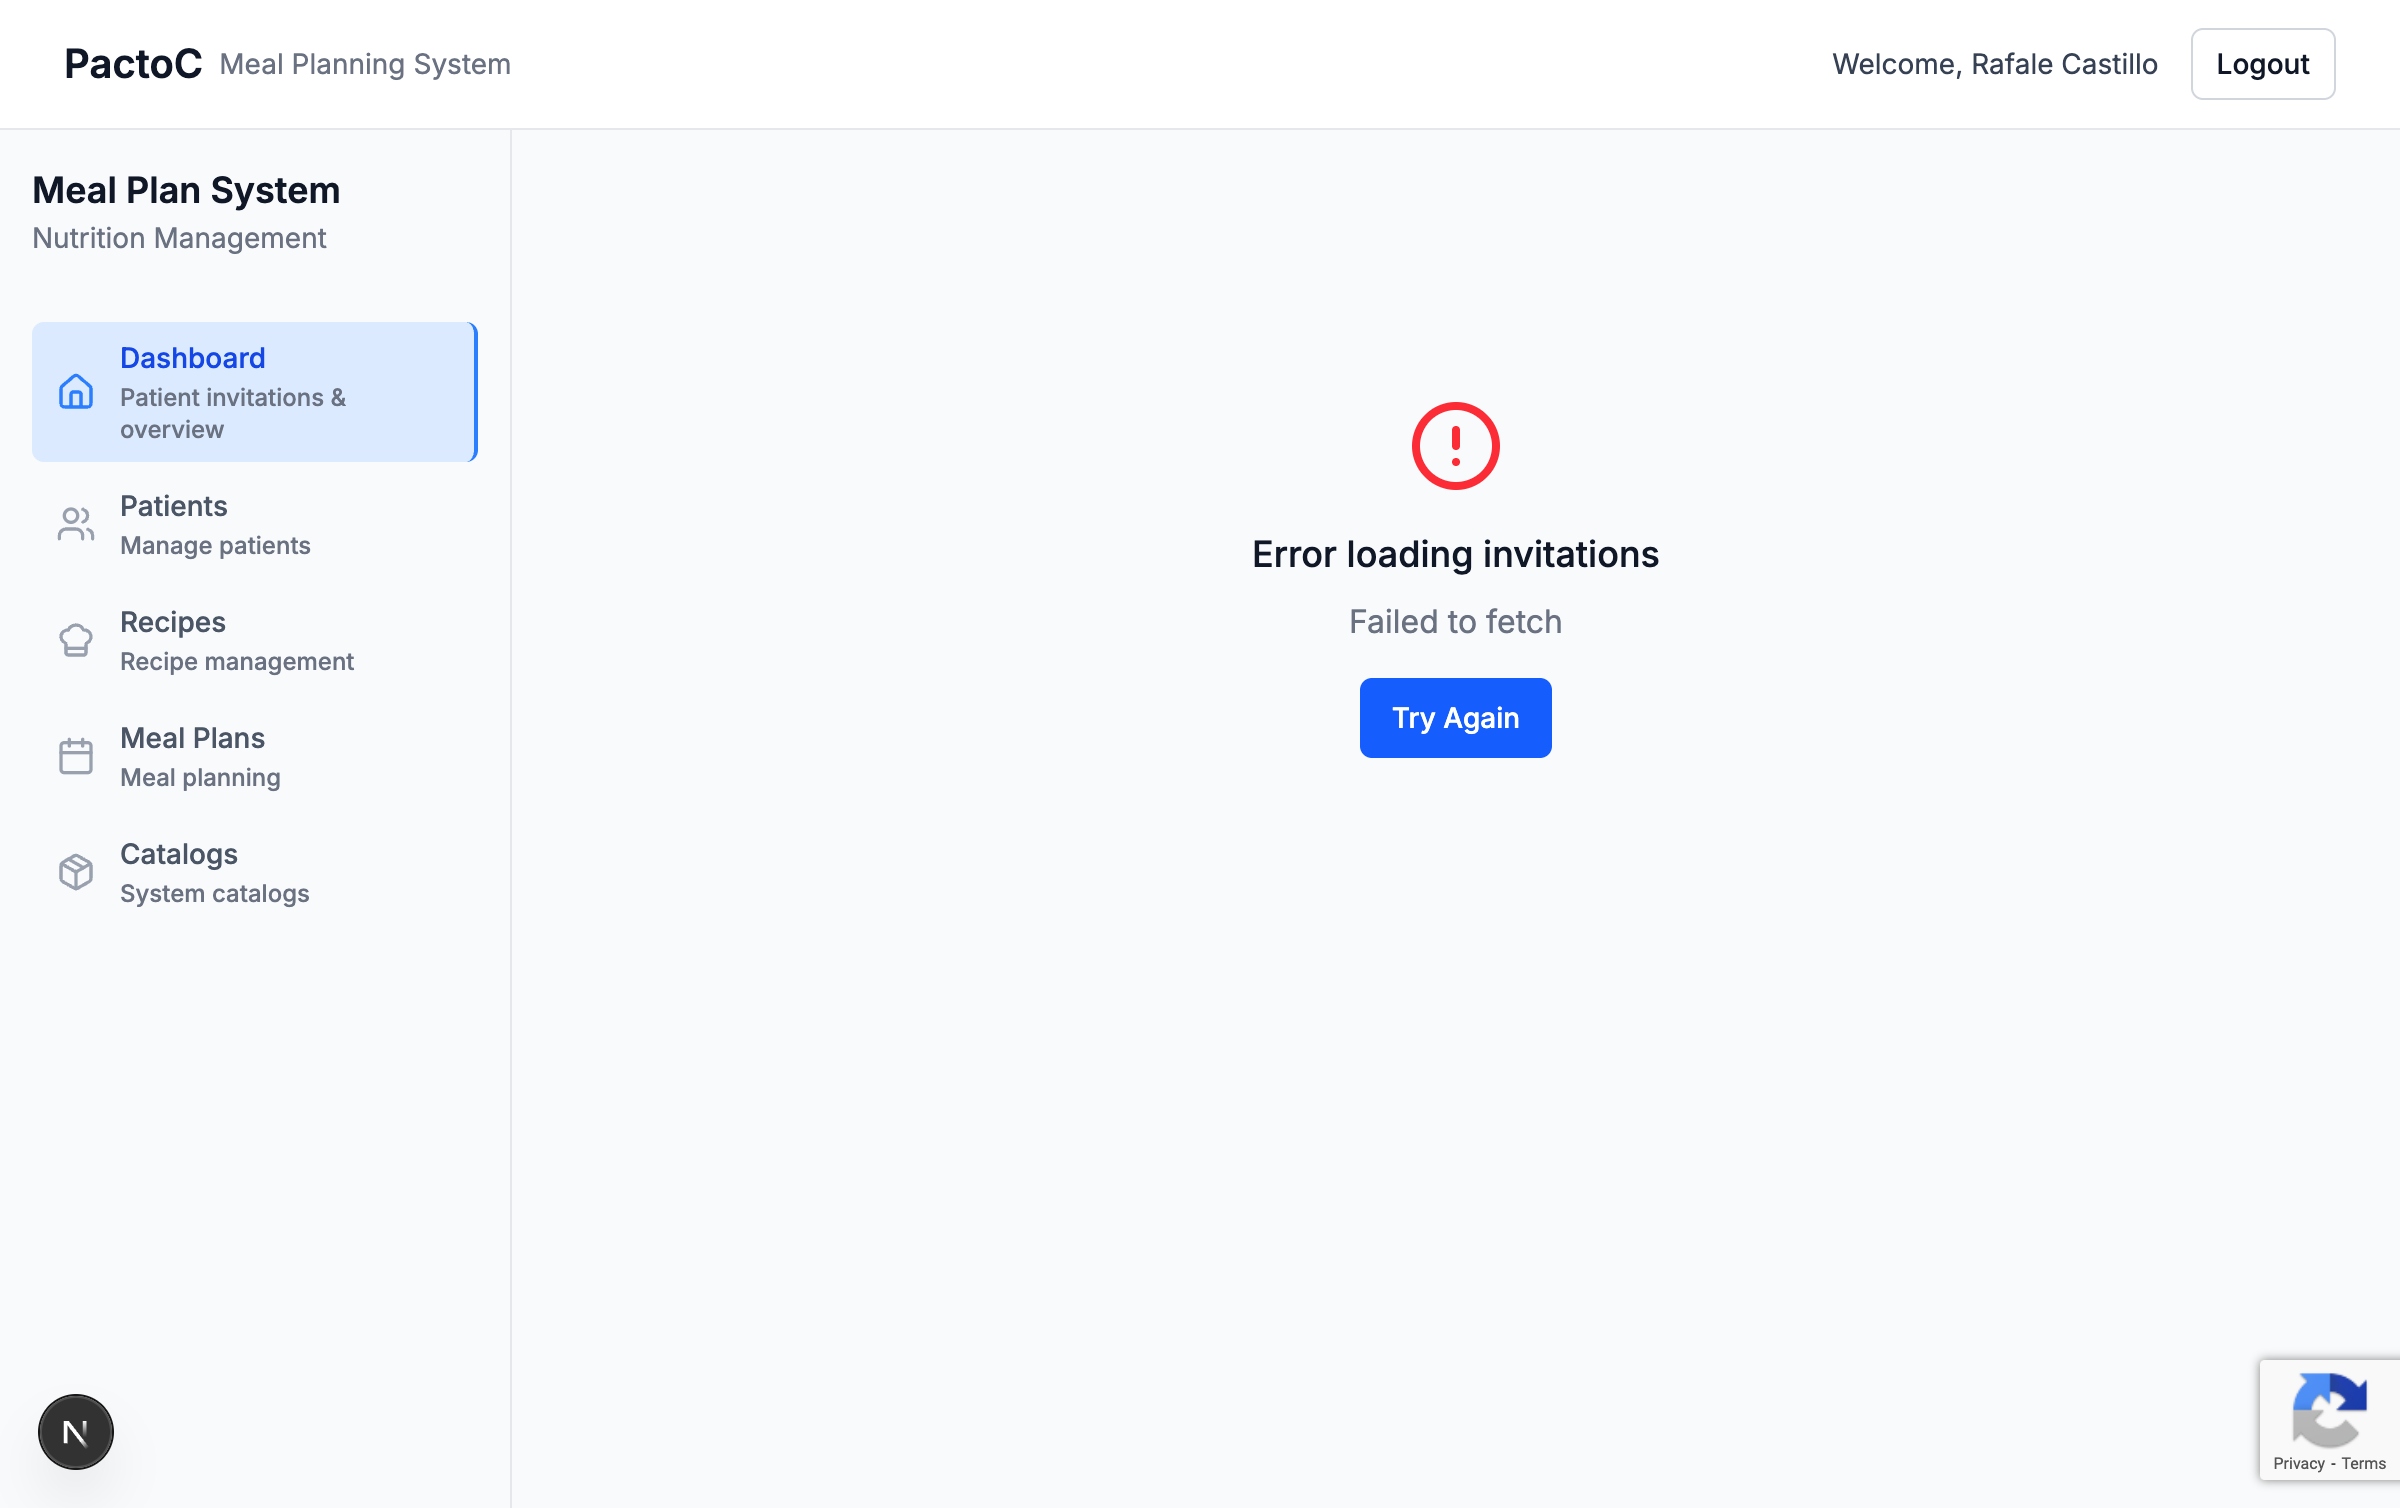 PactoC Meal Planning System
Welcome, Rafale Castillo
Logout
Meal Plan System
Nutrition Management
Dashboard
Patient invitations &
overview
Patients
Manage patients
Recipes
Recipe management
Meal Plans
Meal planning
Catalogs
System catalogs
Error loading invitations
Failed to fetch
Try Again
N
Privacy - Terms